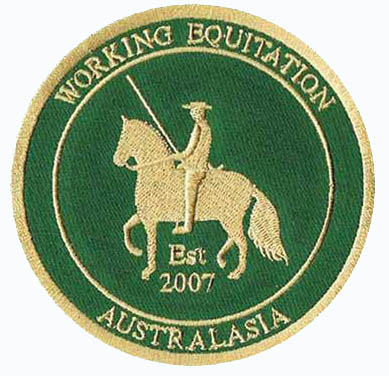 WORKING EQUITATION
Est
2007
AUSTRALASIA